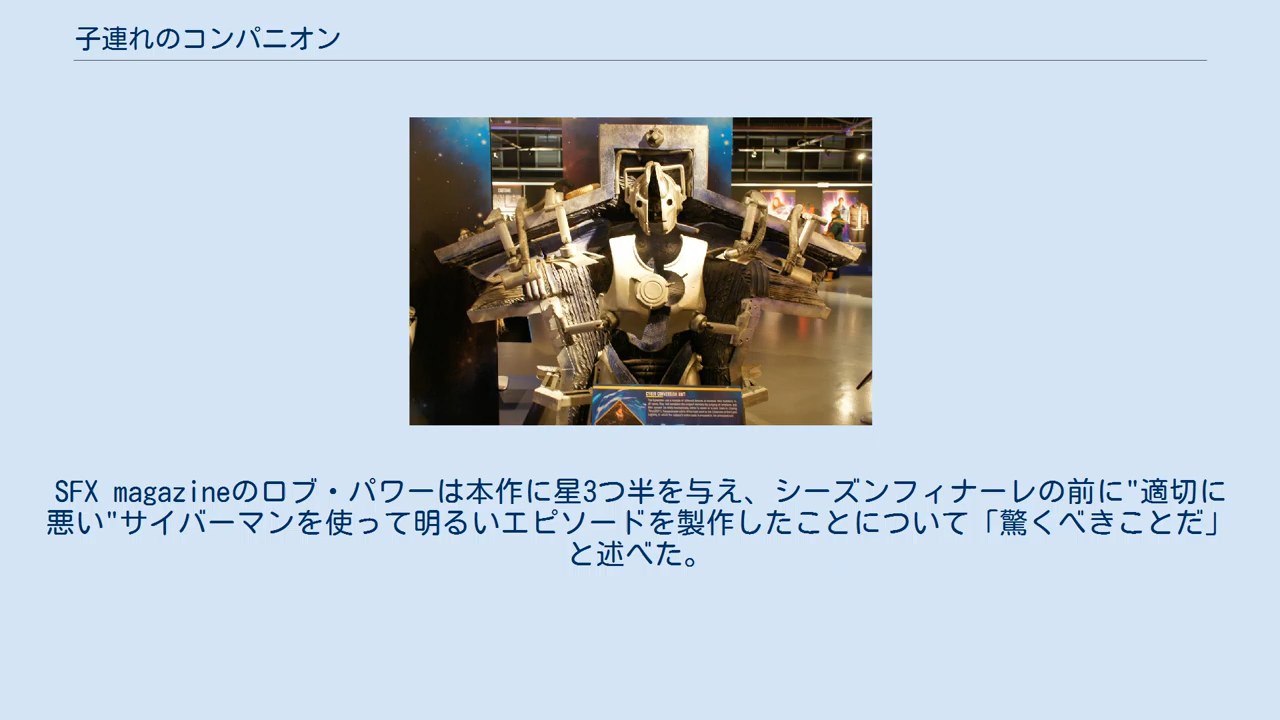 子連れのコンパニオン
CYBER CONVERSION UNIT
SFX magazineのロブ・パワーは本作に星3つ半を与え、シーズンフィナーレの前に"適切に
悪い"サイバーマンを使って明るいエピソードを製作したことについて「驚くべきことだ」
と述べた。